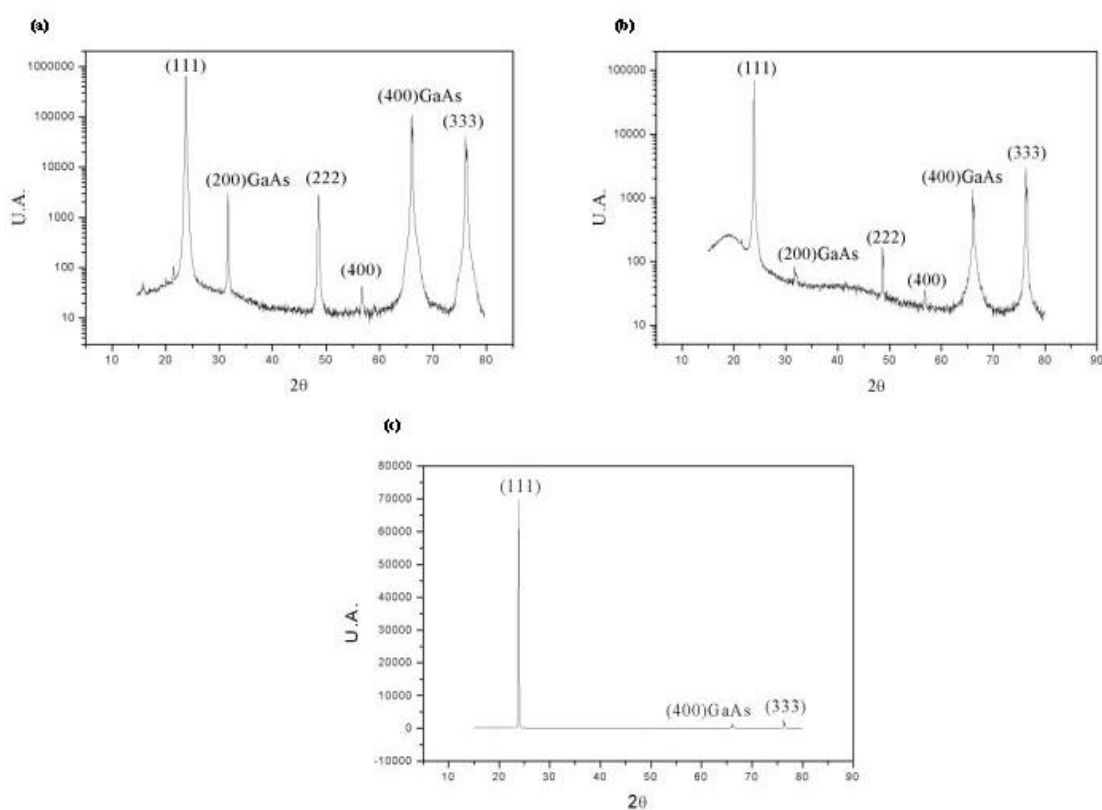 (a)
1000000
100000
10000
1000
100
10
U.A.
(111)
(200)GaAs
(222)
(400)
(400)GaAs
(333)
10 20 30 40 50 60 70 80
2θ
(b)
100000
10000
1000
100
10
U.A.
(111)
(200)GaAs
(222)
(400)
(400)GaAs
(333)
10 20 30 40 50 60 70 80 90
2θ
(c)
80000
70000
60000
50000
40000
30000
20000
10000
0
-10000
U.A.
(111)
(400)GaAs
(333)
10 20 30 40 50 60 70 80 90
2θ